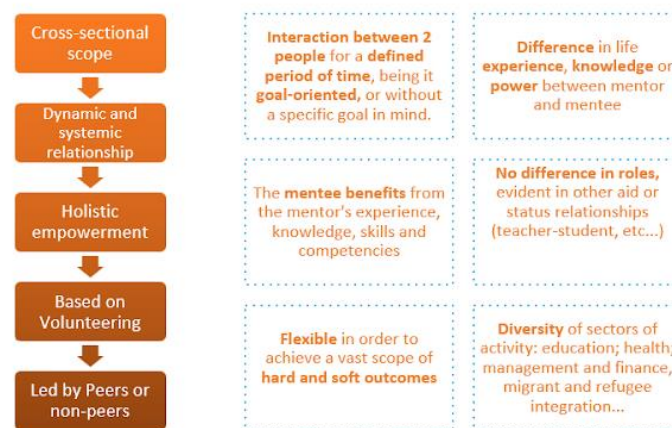 Cross-sectional
scope
Dynamic and
systemic
relationship
Holistic
empowerment
Based on
Volunteering
Led by Peers or
non-peers
Interaction between 2
people for a defined
period of time, being it
goal-oriented, or without
a specific goal in mind.
Difference in life
experience, knowledge or
power between mentor
and mentee
The mentee benefits from
the mentor's experience,
knowledge, skills and
competencies
No difference in roles,
evident in other aid or
status relationships
(teacher-student, etc...)
Flexible in order to
achieve a vast scope of
hard and soft outcomes
Diversity of sectors of
activity: education; health;
management and finance,
migrant and refugee
integration...